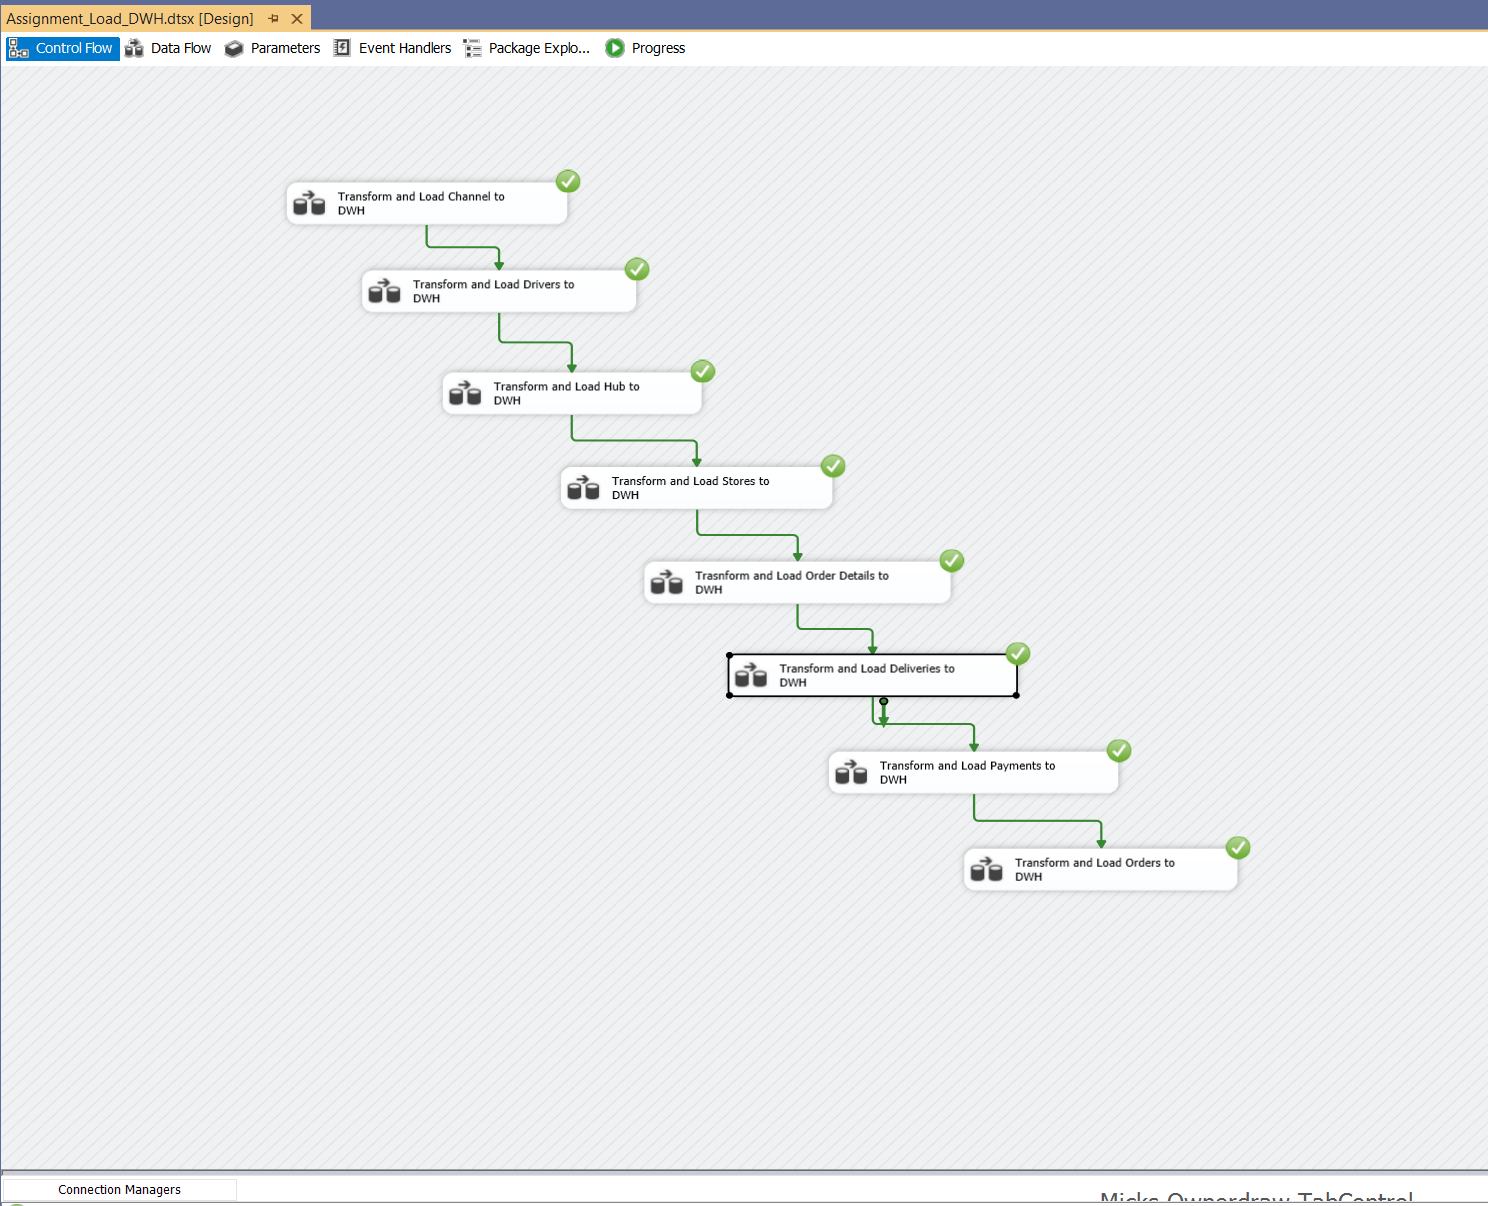 Assignment_Load_DWH.dtsx [Design]
Control Flow Data Flow Parameters Event Handlers Package Explo... Progress
Transform and Load Channel to
DWH
Transform and Load Drivers to
DWH
Transform and Load Hub to
DWH
Transform and Load Stores to
DWH
Trasnform and Load Order Details to
DWH
Transform and Load Deliveries to
DWH
Transform and Load Payments to
DWH
Transform and Load Orders to
DWH
Connection Managers
Micks Ownerdraw TabControl